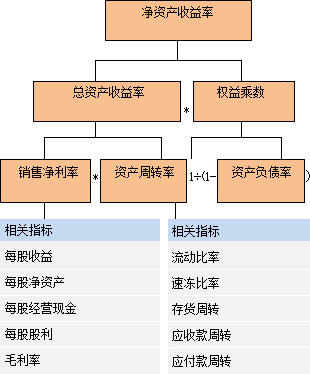 净资产收益率
总资产收益率 * 权益乘数
销售净利率 * 资产周转率 1÷(1- 资产负债率 )
相关指标
每股收益
每股净资产
每股经营现金
每股股利
毛利率
相关指标
流动比率
速冻比率
存货周转
应收款周转
应付款周转